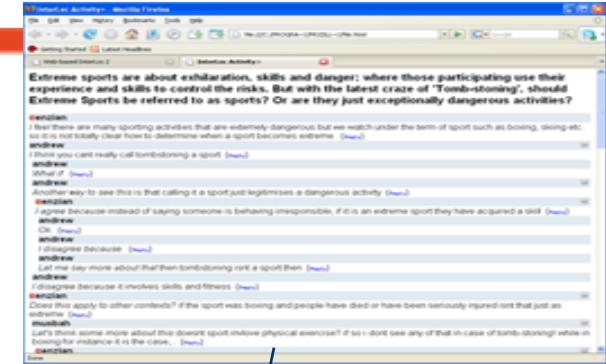 InterLoc Activity - Mozilla Firefox
File Edit View History Bookmarks Tools Help
Getting Started Latest Headlines
Web-based InterLoc 2 InterLoc Activity -
Extreme sports are about exhilaration, skills and danger; where those participating use their
experience and skills to control the risks. But with the latest craze of 'Tomb-stoning', should
Extreme Sports be referred to as sports? Or are they just exceptionally dangerous activities?
I feel there are many sporting activities that are extemely dangerous but we watch under the term of sport such as boxing, skiing etc.
so it is not totally clear how to determine when a sport becomes extreme (Reply)
andrew
I think you cant really call tombstoning a sport (Reply)
andrew
What if (Reply)
andrew
Another way to see this is that calling it a sport just legitimises a dangerous activity (Reply)
I agree because instead of saying someone is behaving irresponsible, if it is an extreme sport they have acquired a skill (Reply)
andrew
OK (Reply)
andrew
I disagree because (Reply)
andrew
Let me say more about that then tombstoning isnt a sport then (Reply)
andrew
I disagree because it involves skills and fitness (Reply)
Does this apply to other contexts? if the sport was boxing and people have died or have been seriously injured isnt that just as
extreme (Reply)
musbah
Let's think some more about this doesnt sport invlove physical exercise? if so i dont see any of that in case of tomb-stoning! while in
boxing for instance it is the case,.. (Reply)
Done